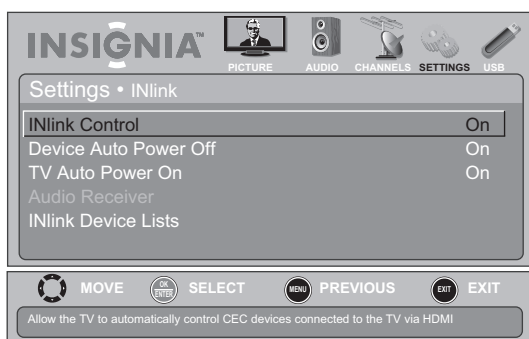 INSIGNIA™
PICTURE AUDIO CHANNELS SETTINGS USB
Settings • INlink
INlink Control On
Device Auto Power Off On
TV Auto Power On On
Audio Receiver
INlink Device Lists
MOVE OK ENTER SELECT MENU PREVIOUS EXIT EXIT
Allow the TV to automatically control CEC devices connected to the TV via HDMI